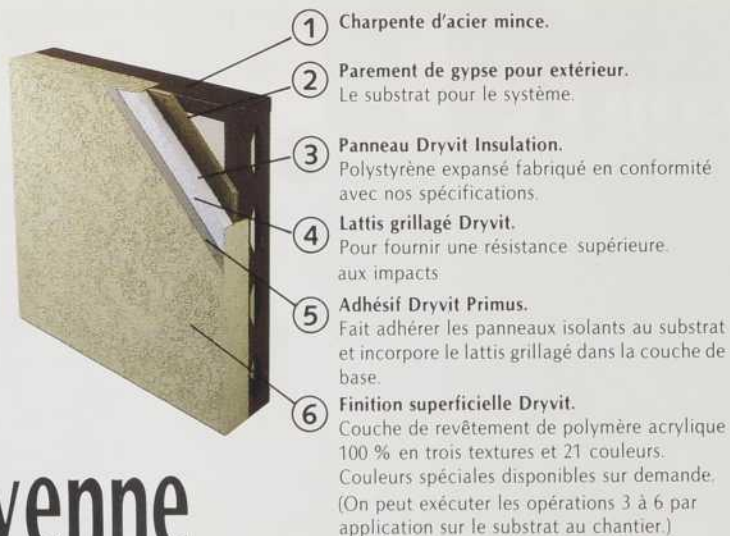 1 Charpente d'acier mince.
2 Parement de gypse pour extérieur.
Le substrat pour le système.
3 Panneau Dryvit Insulation.
Polystyrène expansé fabriqué en conformité
avec nos spécifications.
4 Lattis grillagé Dryvit.
Pour fournir une résistance supérieure.
aux impacts
5 Adhésif Dryvit Primus.
Fait adhérer les panneaux isolants au substrat
et incorpore le lattis grillagé dans la couche de
base.
6 Finition superficielle Dryvit.
Couche de revêtement de polymère acrylique
100 % en trois textures et 21 couleurs.
Couleurs spéciales disponibles sur demande.
(On peut exécuter les opérations 3 à 6 par
application sur le substrat au chantier.)
yenne